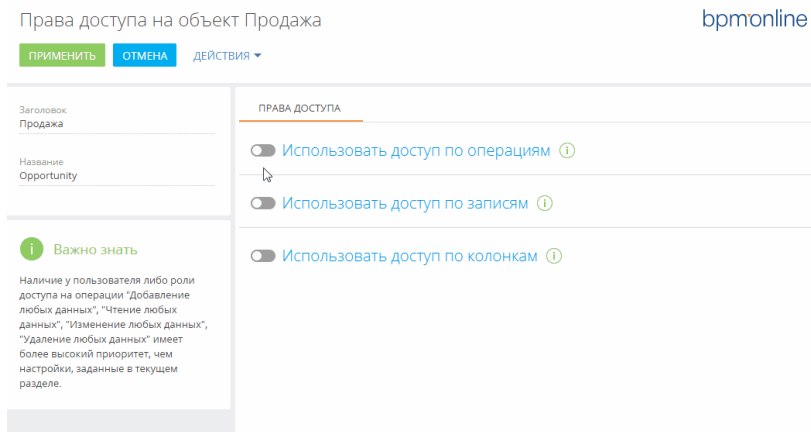 Права доступа на объект Продажа
bpmonline
ПРИМЕНИТЬ ОТМЕНА ДЕЙСТВИЯ
Заголовок
Продажа
Название
Opportunity
i Важно знать
Наличие у пользователя либо роли
доступа на операции "Добавление
любых данных", "Чтение любых
данных", "Изменение любых данных",
"Удаление любых данных" имеет
более высокий приоритет, чем
настройки, заданные в текущем
разделе.
ПРАВА ДОСТУПА
Использовать доступ по операциям i
Использовать доступ по записям i
Использовать доступ по колонкам i